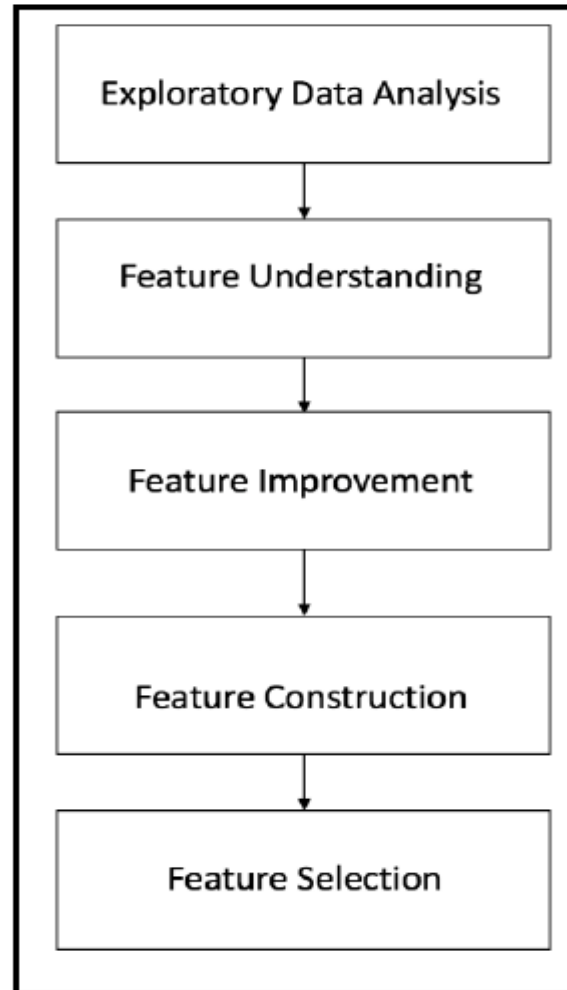 Exploratory Data Analysis
Feature Understanding
Feature Improvement
Feature Construction
Feature Selection